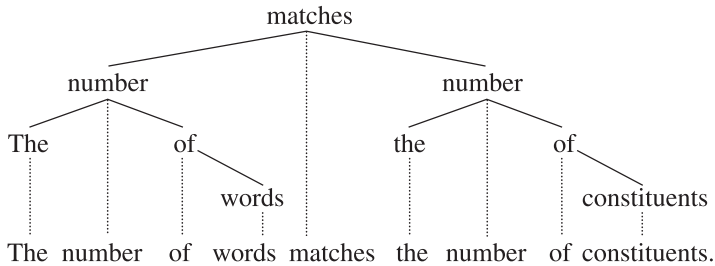 matches
number number
The of the of
words constituents
The number of words matches the number of constituents.